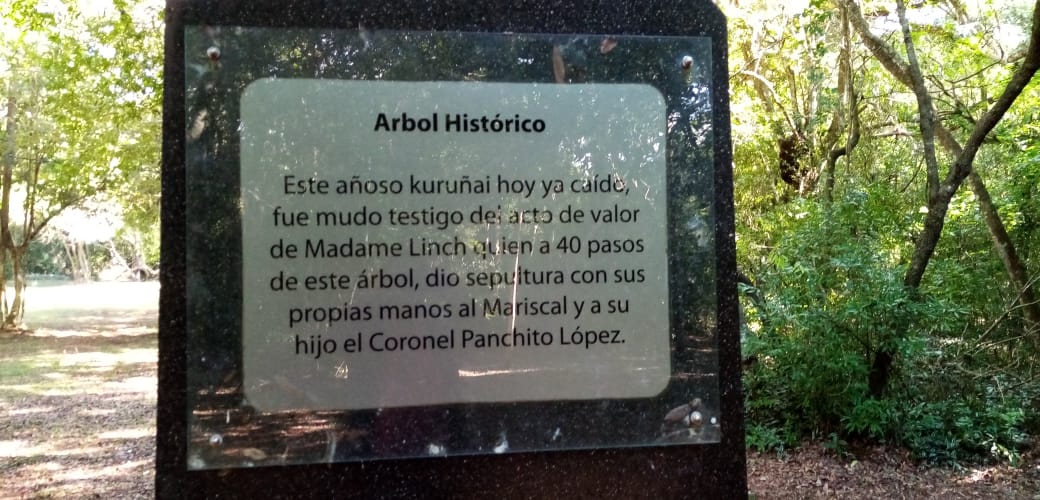 Arbol Histórico
Este añoso kuruñai hoy ya caído,
fue mudo testigo del acto de valor
de Madame Linch quien a 40 pasos
de este árbol, dio sepultura con sus
propias manos al Mariscal y a su
hijo el Coronel Panchito López.